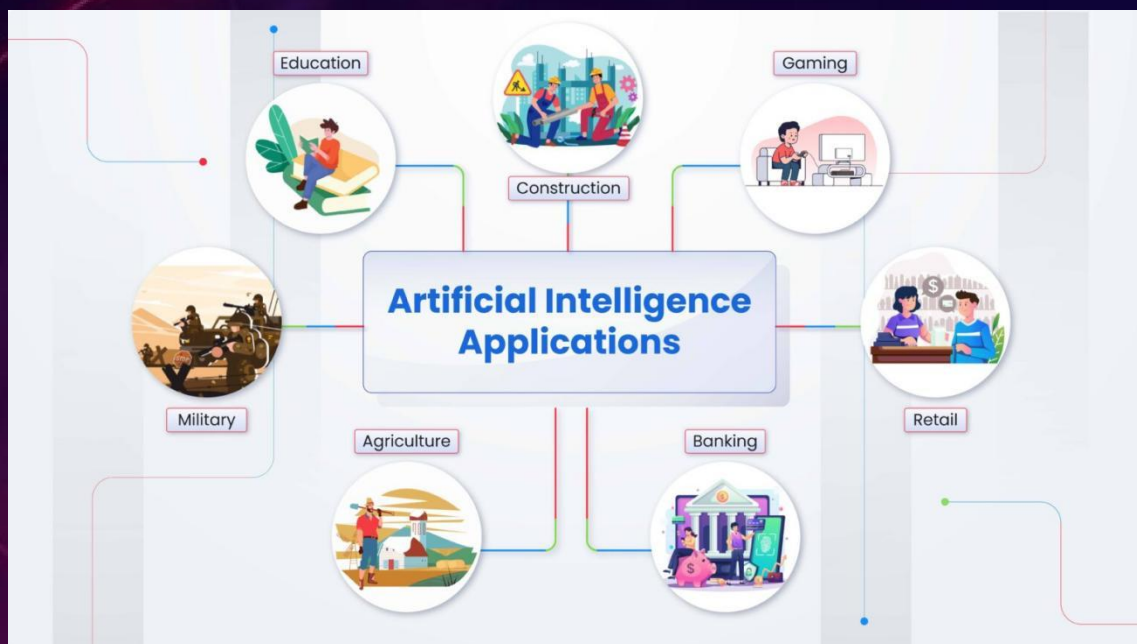 Education
Construction
Gaming
Artificial Intelligence
Applications
Military
Retail
Agriculture
Banking
$
$